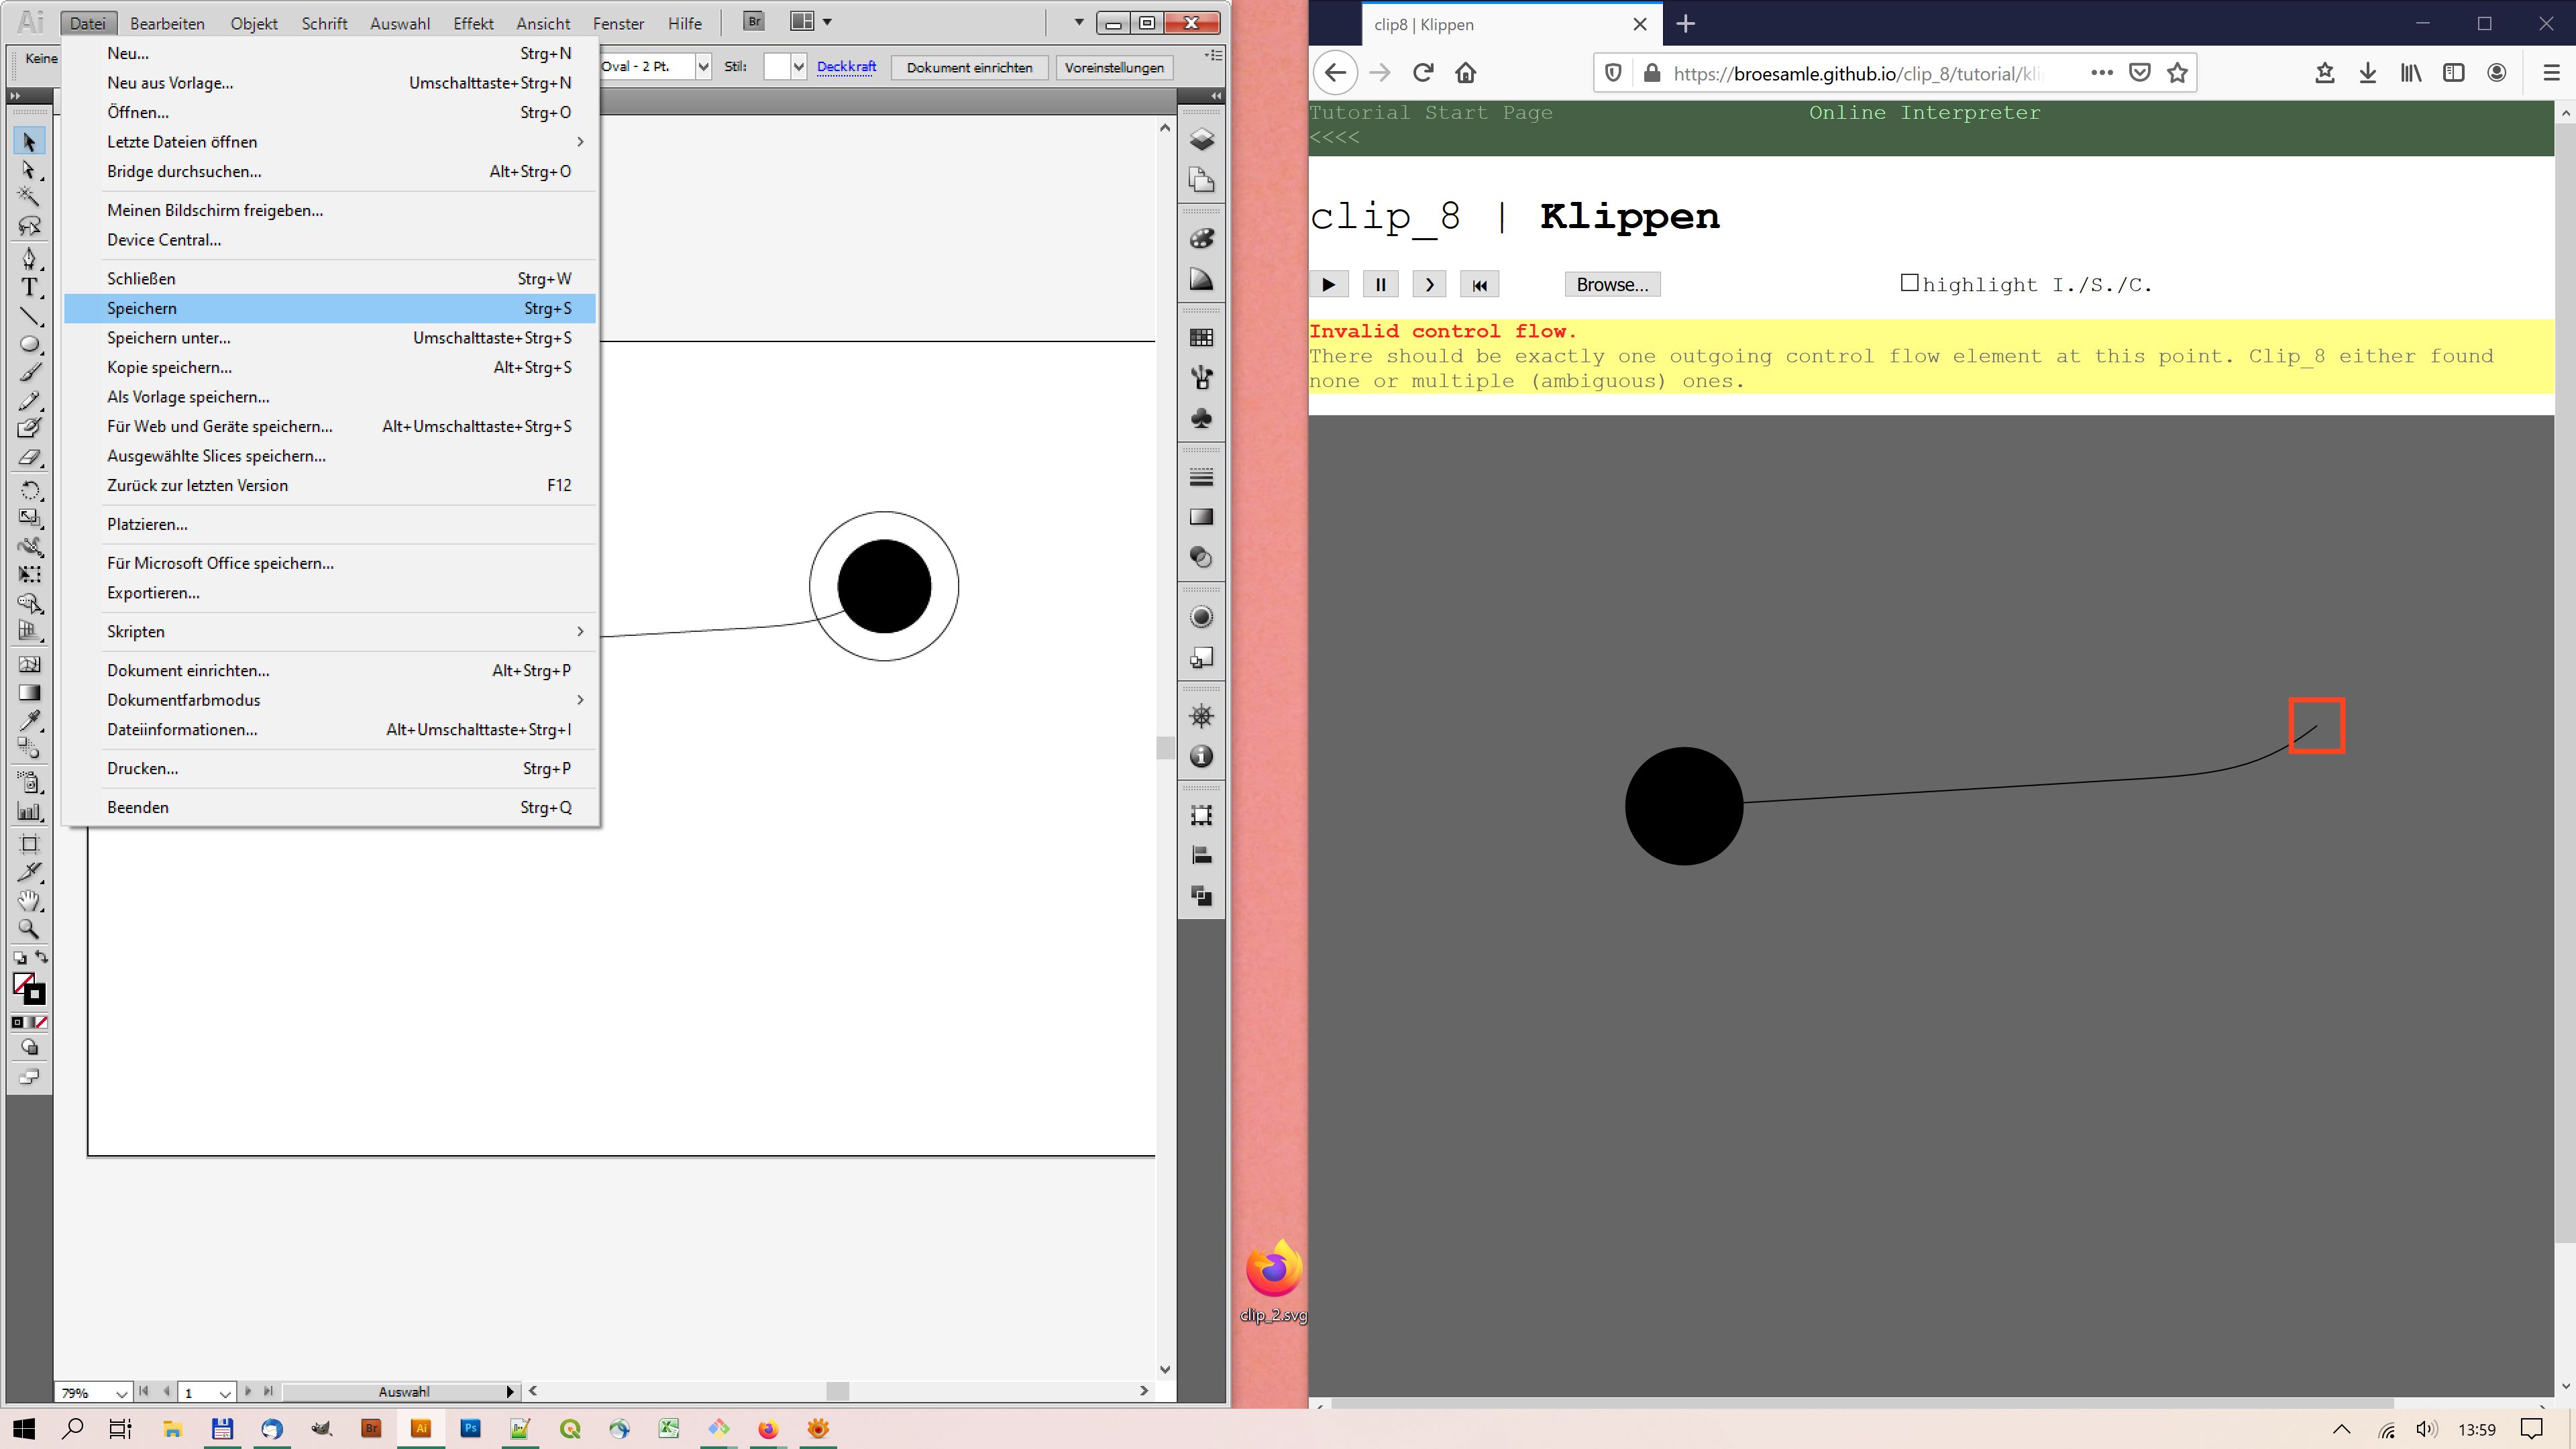 Ai Datei Bearbeiten Objekt Schrift Auswahl Effekt Ansicht Fenster Hilfe Br
Keine Oval - 2 Pt. Stil: Deckkraft Dokument einrichten Voreinstellungen
Neu... Strg+N
Neu aus Vorlage... Umschalttaste+Strg+N
Öffnen... Strg+O
Letzte Dateien öffnen
Bridge durchsuchen... Alt+Strg+O
Meinen Bildschirm freigeben...
Device Central...
Schließen Strg+W
Speichern Strg+S
Speichern unter... Umschalttaste+Strg+S
Kopie speichern... Alt+Strg+S
Als Vorlage speichern...
Für Web und Geräte speichern... Alt+Umschalttaste+Strg+S
Ausgewählte Slices speichern...
Zurück zur letzten Version F12
Platzieren...
Für Microsoft Office speichern...
Exportieren...
Skripten
Dokument einrichten... Alt+Strg+P
Dokumentfarbmodus
Dateiinformationen... Alt+Umschalttaste+Strg+I
Drucken... Strg+P
Beenden Strg+Q
79% 1 Auswahl
clip_2.svg
clip8 | Klippen
https://broesamle.github.io/clip_8/tutorial/kli
Tutorial Start Page Online Interpreter
<<<<
clip_8 | Klippen
Browse... highlight I./S./C.
Invalid control flow.
There should be exactly one outgoing control flow element at this point. Clip_8 either found
none or multiple (ambiguous) ones.
Br Ai Ps 13:59